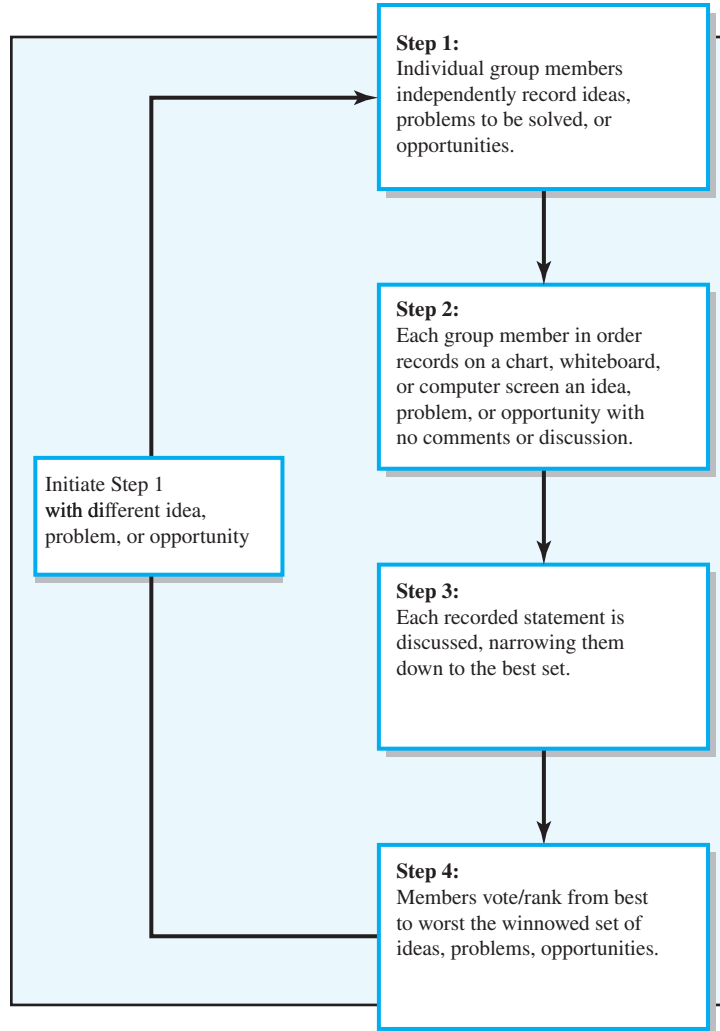 Step 1:
Individual group members
independently record ideas,
problems to be solved, or
opportunities.
Step 2:
Each group member in order
records on a chart, whiteboard,
or computer screen an idea,
problem, or opportunity with
no comments or discussion.
Initiate Step 1
with different idea,
problem, or opportunity
Step 3:
Each recorded statement is
discussed, narrowing them
down to the best set.
Step 4:
Members vote/rank from best
to worst the winnowed set of
ideas, problems, opportunities.